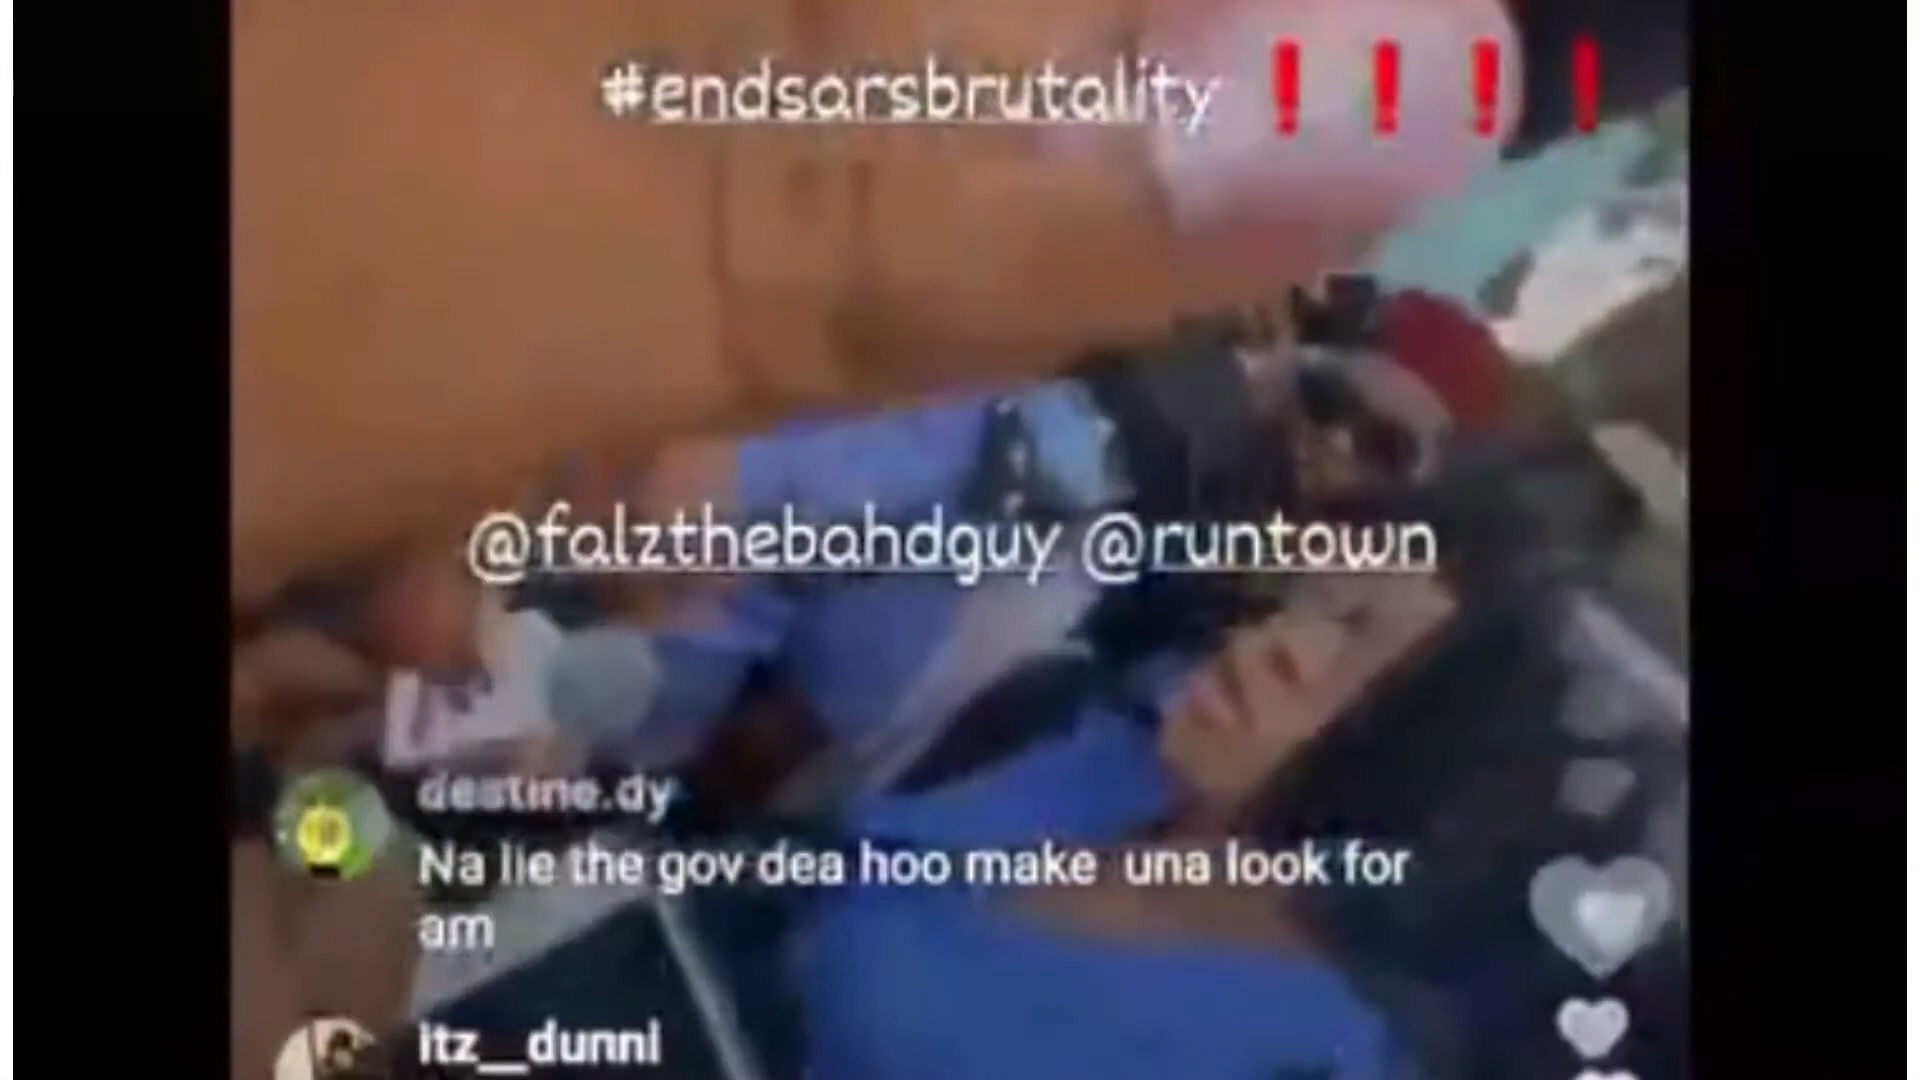 #endsarsbrutality ❗❗❗❗
@falzthebahdguy @runtown
destine.dy
Na lie the gov dea hoo make una look for
am
itz__dunni